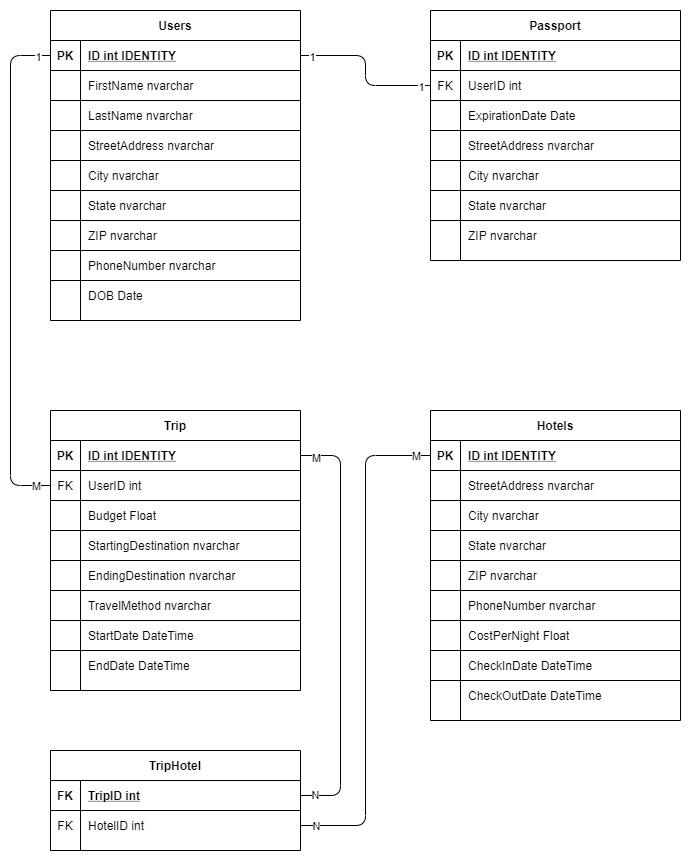 Users
PK ID int IDENTITY
FirstName nvarchar
LastName nvarchar
StreetAddress nvarchar
City nvarchar
State nvarchar
ZIP nvarchar
PhoneNumber nvarchar
DOB Date
1
1
1
M
Passport
PK ID int IDENTITY
FK UserID int
ExpirationDate Date
StreetAddress nvarchar
City nvarchar
State nvarchar
ZIP nvarchar
Trip
PK ID int IDENTITY
FK UserID int
Budget Float
StartingDestination nvarchar
EndingDestination nvarchar
TravelMethod nvarchar
StartDate DateTime
EndDate DateTime
M
M
Hotels
PK ID int IDENTITY
StreetAddress nvarchar
City nvarchar
State nvarchar
ZIP nvarchar
PhoneNumber nvarchar
CostPerNight Float
CheckInDate DateTime
CheckOutDate DateTime
TripHotel
FK TripID int
FK HotelID int
N
N